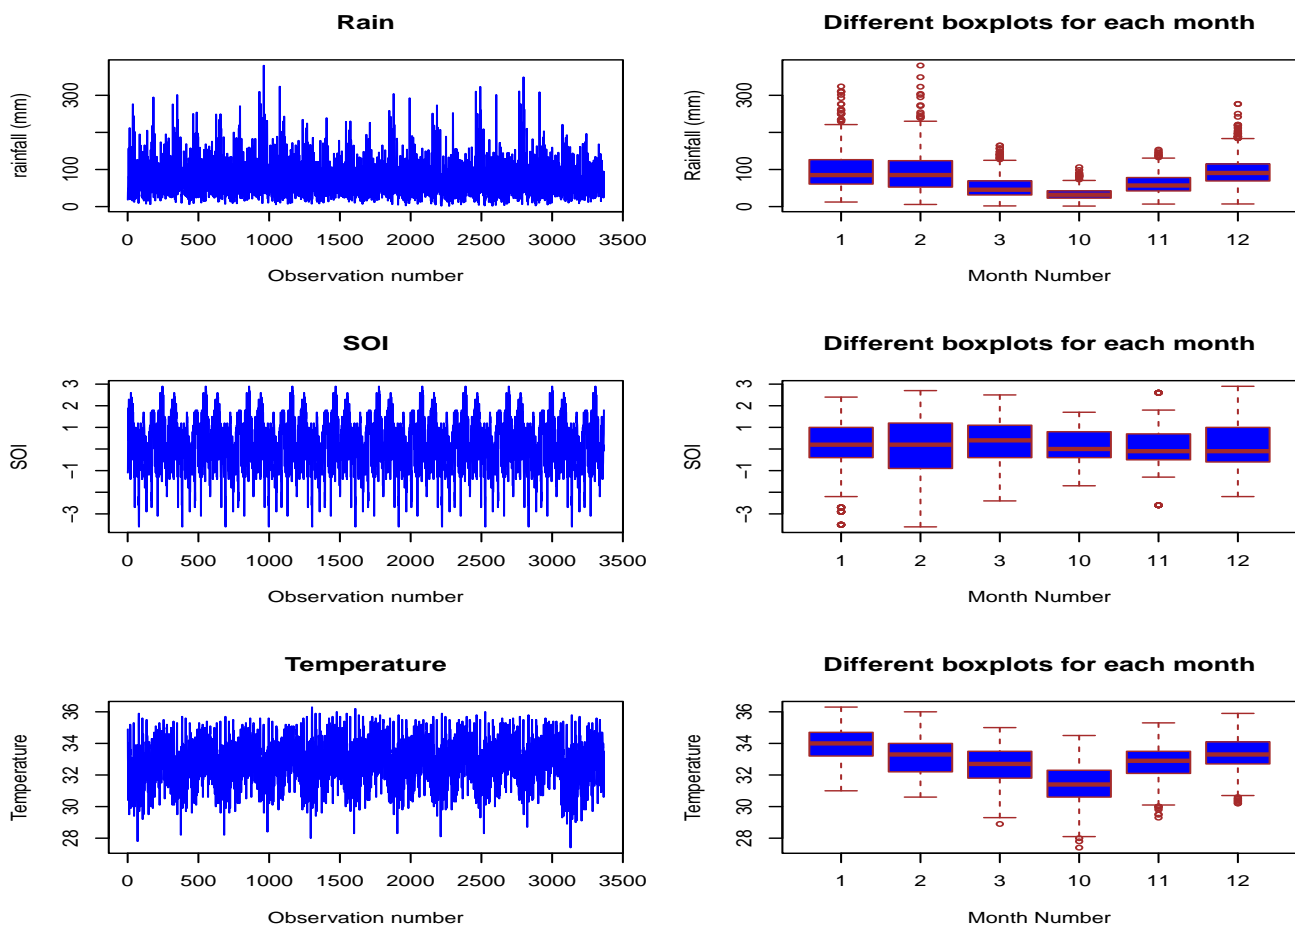 Rain
rainfall (mm)
300
100
0
0 500 1000 1500 2000 2500 3000 3500
Observation number
Different boxplots for each month
Rainfall (mm)
300
100
0
1 2 3 10 11 12
Month Number
SOI
SOI
3
2
1
−1
−3
0 500 1000 1500 2000 2500 3000 3500
Observation number
Different boxplots for each month
SOI
3
2
1
−1
−3
1 2 3 10 11 12
Month Number
Temperature
Temperature
36
34
32
30
28
0 500 1000 1500 2000 2500 3000 3500
Observation number
Different boxplots for each month
Temperature
36
34
32
30
28
1 2 3 10 11 12
Month Number